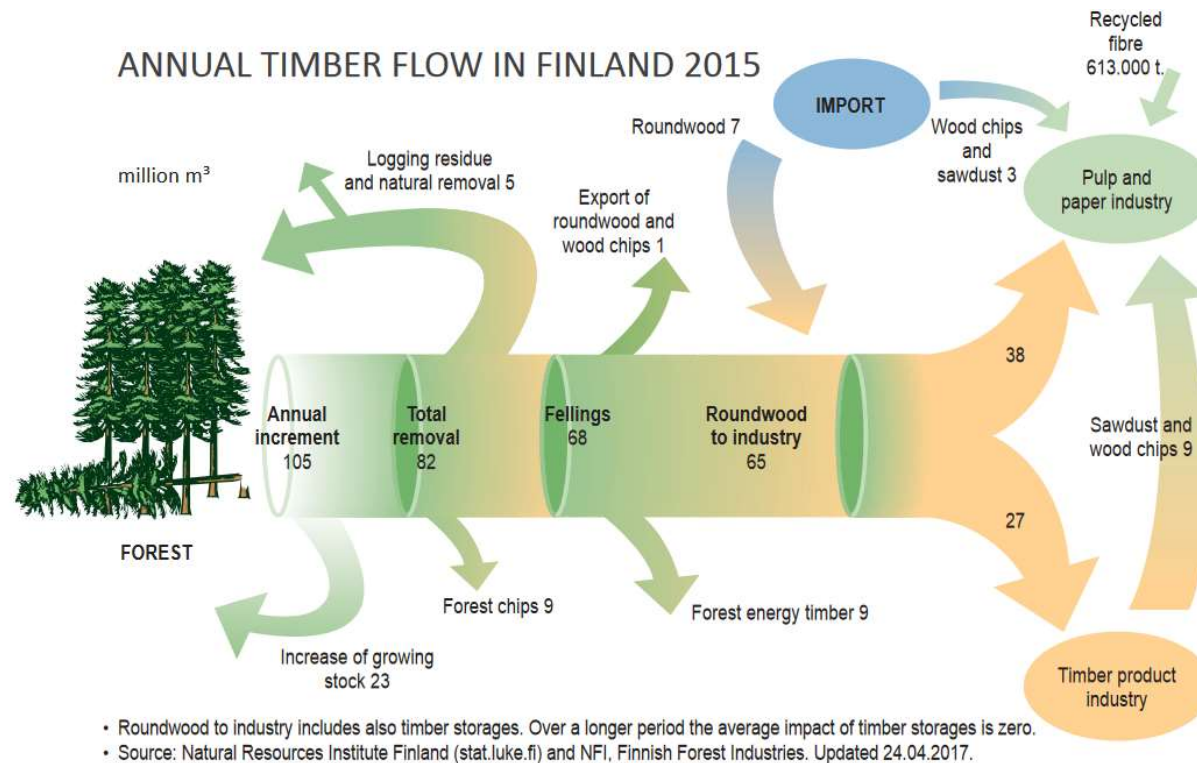 ANNUAL TIMBER FLOW IN FINLAND 2015
million m³
Recycled
fibre
613.000 t.
IMPORT
Roundwood 7
Wood chips
and
sawdust 3
Pulp and
paper industry
Logging residue
and natural removal 5
Export of
roundwood and
wood chips 1
FOREST
Annual
increment
105
Total
removal
82
Fellings
68
Roundwood
to industry
65
38
27
Sawdust and
wood chips 9
Increase of growing
stock 23
Forest chips 9
Forest energy timber 9
Timber product
industry
• Roundwood to industry includes also timber storages. Over a longer period the average impact of timber storages is zero.
• Source: Natural Resources Institute Finland (stat.luke.fi) and NFI, Finnish Forest Industries. Updated 24.04.2017.